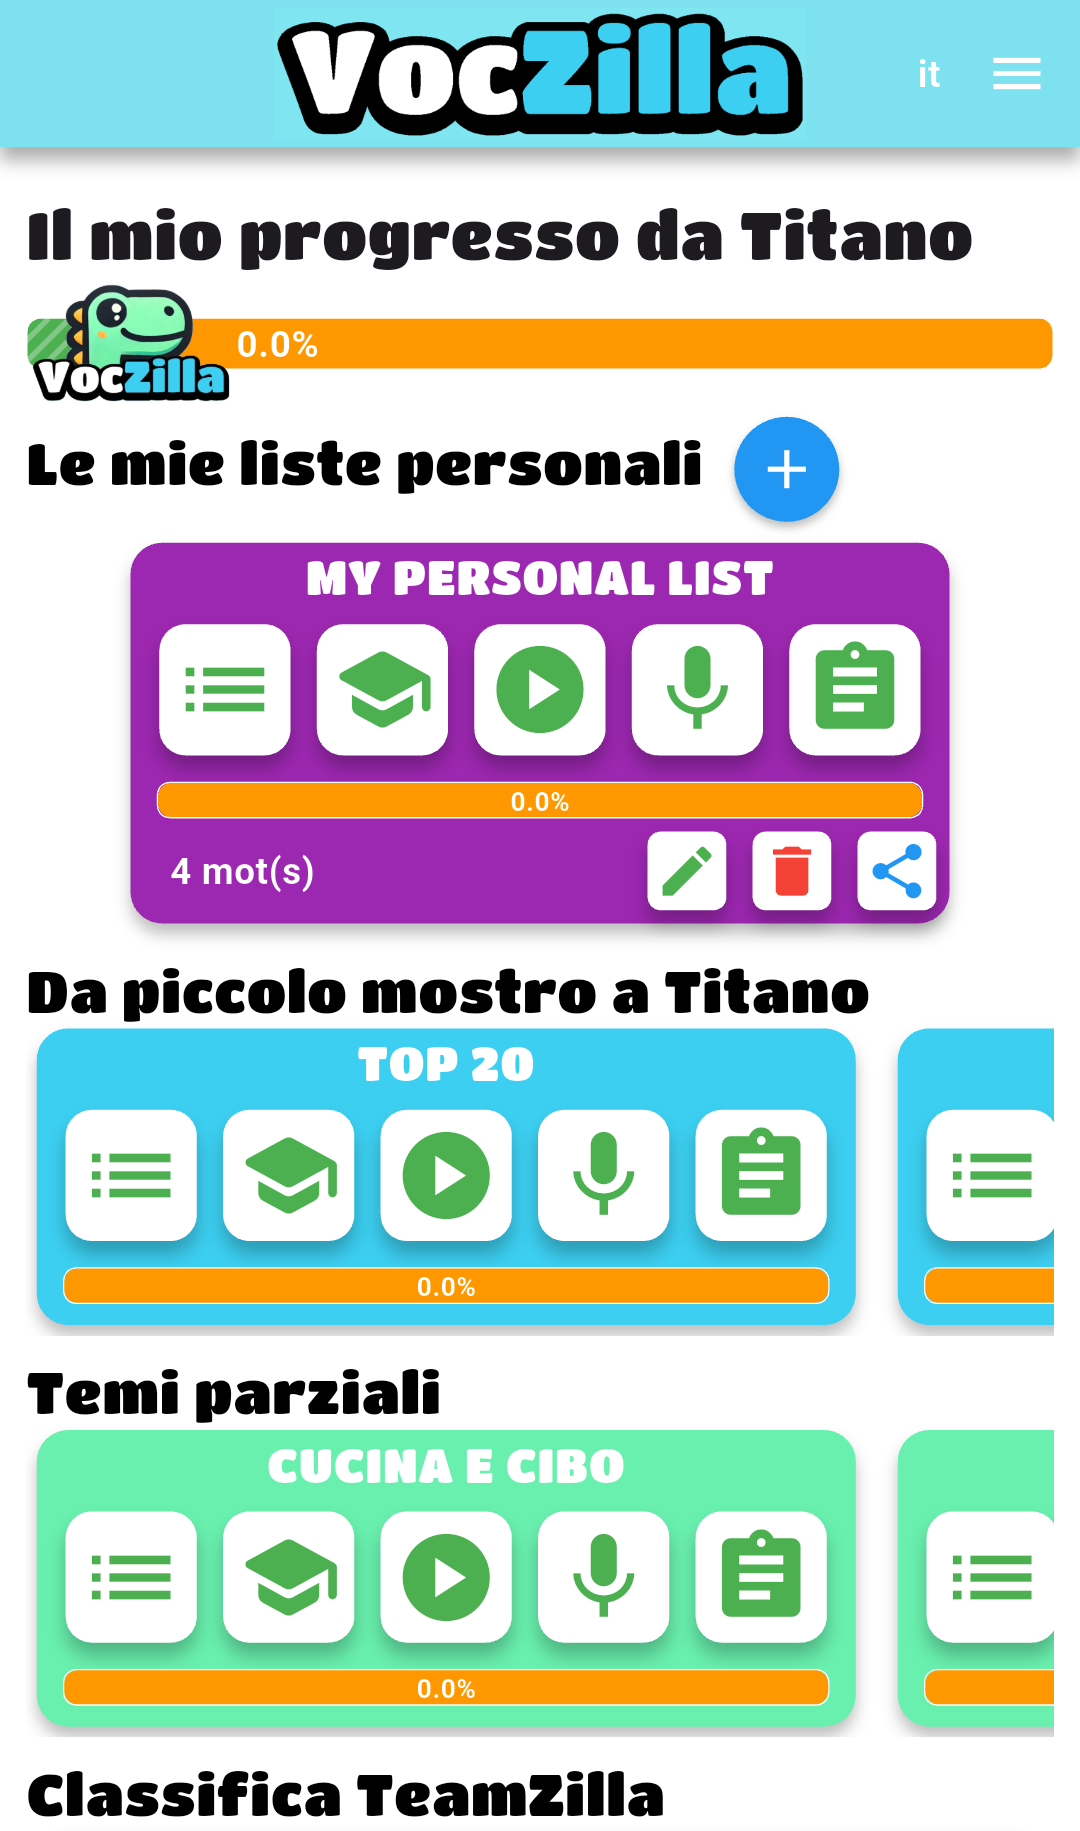 VocZilla
it
Il mio progresso da Titano
0.0%
VocZilla
Le mie liste personali
MY PERSONAL LIST
0.0%
4 mot(s)
Da piccolo mostro a Titano
TOP 20
0.0%
Temi parziali
CUCINA E CIBO
0.0%
Classifica TeamZilla